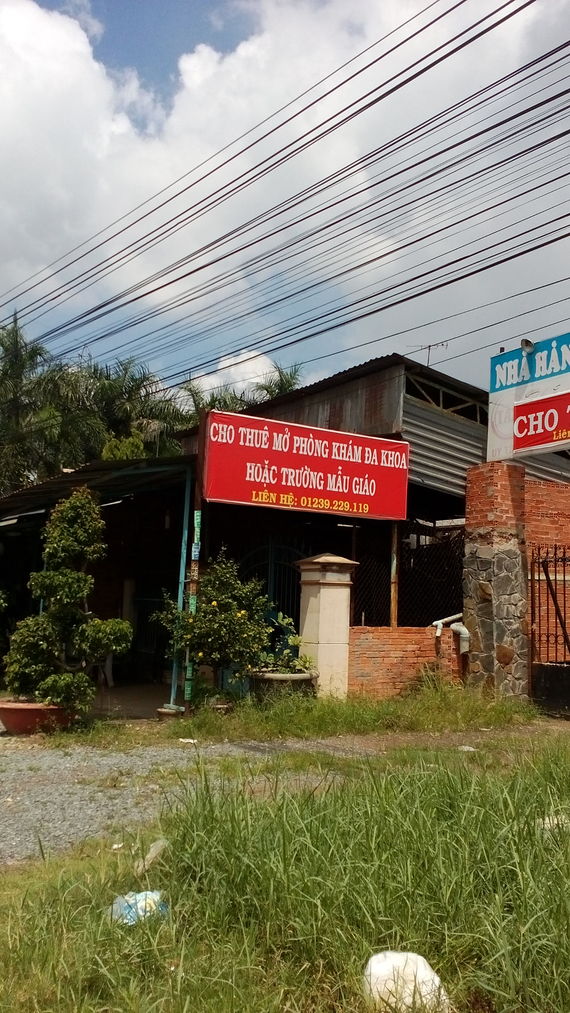 CHO THUÊ MỞ PHÒNG KHÁM ĐA KHOA
HOẶC TRƯỜNG MẪU GIÁO
LIÊN HỆ: 01239.229.119
NHÀ HÀN
CHO T
Liê